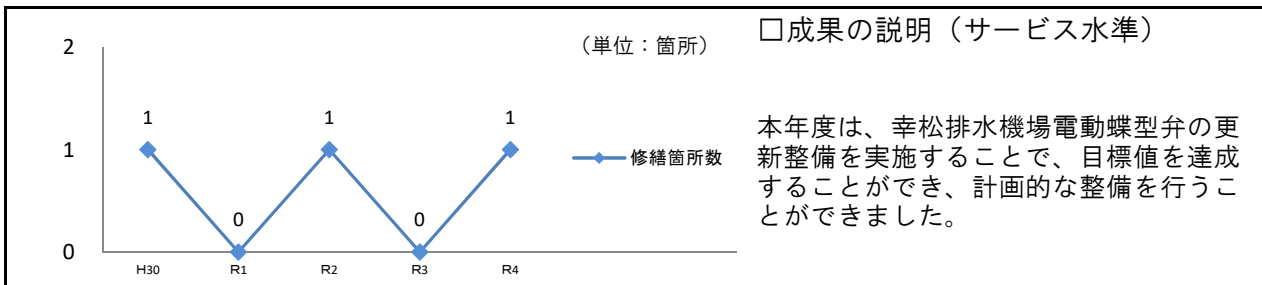 2
1
0
(単位：箇所)
1
0
1
0
1
修繕箇所数
H30
R1
R2
R3
R4
□成果の説明（サービス水準）
本年度は、幸松排水機場電動蝶型弁の更
新整備を実施することで、目標値を達成
することができ、計画的な整備を行うこ
とができました。